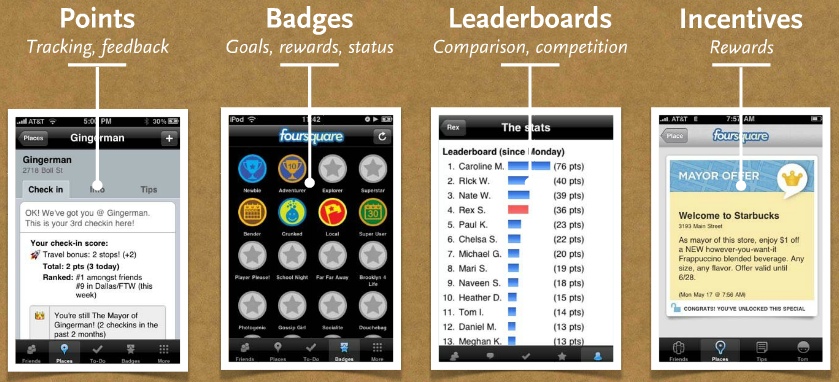 Points
Tracking, feedback
Badges
Goals, rewards, status
Leaderboards
Comparison, competition
Incentives
Rewards
AT&T 5:0 PM 30%
Places Gingerman +
Gingerman
2718 Boll St
Check in Info Tips
OK! We've got you @ Gingerman.
This is your 3rd checkin here!
Your check-in score:
Travel bonus: 2 stops! (+2)
Total: 2 pts (3 today)
Ranked: #1 amongst friends
#9 in Dallas/FTW (this
week)
You're still The Mayor of
Gingerman! (2 checkins in the
past 2 months)
Friends Places To-Do Badges More
iPod 11:42
foursquare
Newbie Adventurer Explorer Superstar
Bender Crunked Local Super User
10
30
Player Please! School Night Far Far Away Brooklyn 4
Life
Photogenic Gossip Girl Socialite Douchebag
Friends Places To-Do Badges More
Rex The stats
Leaderboard (since Monday)
1. Caroline M. (76 pts)
2. Rick W. (40 pts)
3. Nate W. (39 pts)
4. Rex S. (36 pts)
5. Paul K. (23 pts)
6. Chelsa S. (22 pts)
7. Michael G. (20 pts)
8. Mari S. (19 pts)
9. Naveen S. (18 pts)
10. Heather D. (15 pts)
11. Tom I. (14 pts)
12. Daniel M. (13 pts)
13. Meghan K. (13 pts)
AT&T 7:57 AM
Place foursquare
MAYOR OFFER
Welcome to Starbucks
3193 Main Street
As mayor of this store, enjoy $1 off
a NEW however-you-want-it
Frappuccino blended beverage. Any
size, any flavor. Offer valid until
6/28.
(Mon May 17 @ 7:56 AM)
CONGRATS! YOU'VE UNLOCKED THIS SPECIAL
Friends Places Tips Tom